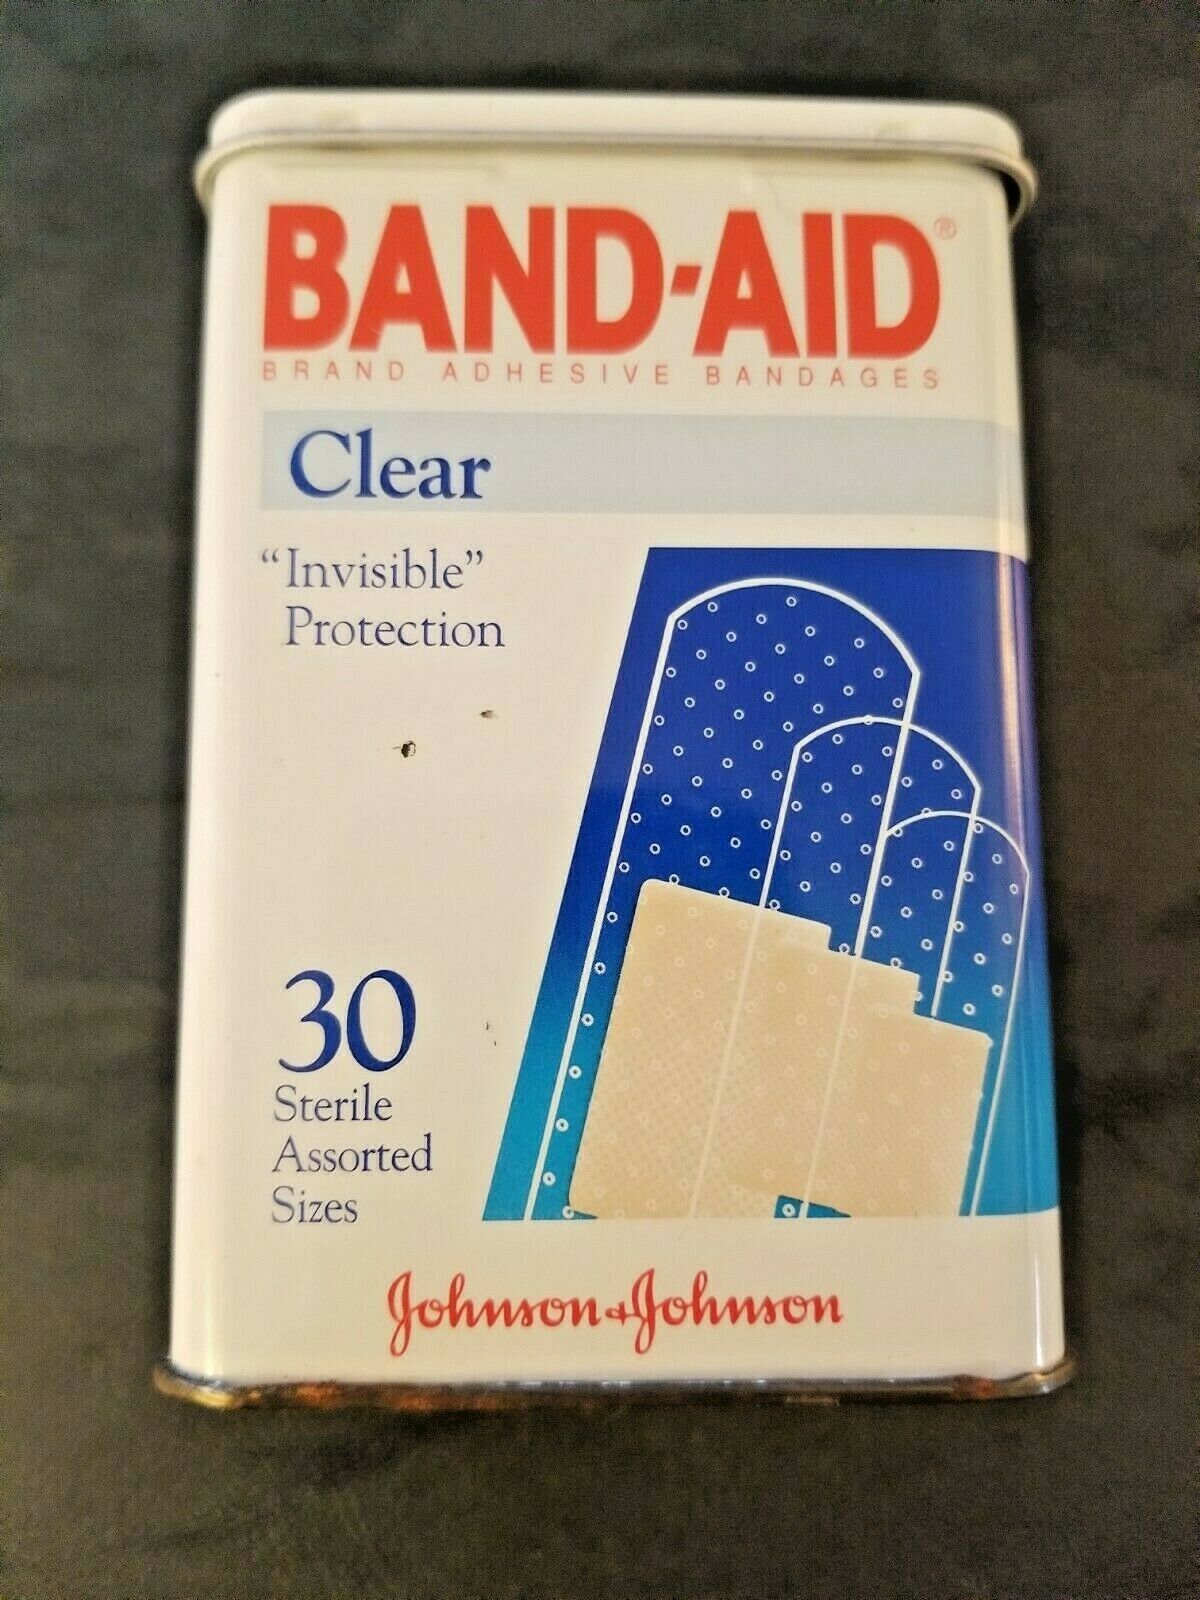 BAND-AID®
BRAND ADHESIVE BANDAGES
Clear
“Invisible”
Protection
30
Sterile
Assorted
Sizes
Johnson & Johnson